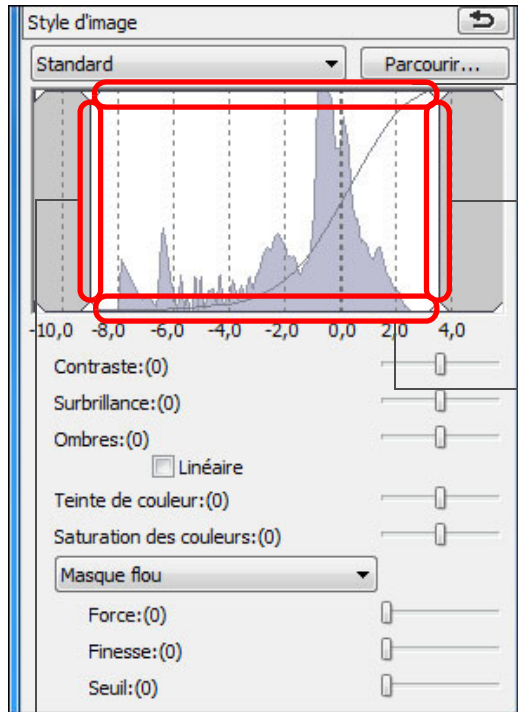 Style d'image
Standard
Parcourir...
-10,0 -8,0 -6,0 -4,0 -2,0 0,0 2,0 4,0
Contraste:(0)
Surbrillance:(0)
Ombres:(0)
Linéaire
Teinte de couleur:(0)
Saturation des couleurs:(0)
Masque flou
Force:(0)
Finesse:(0)
Seuil:(0)